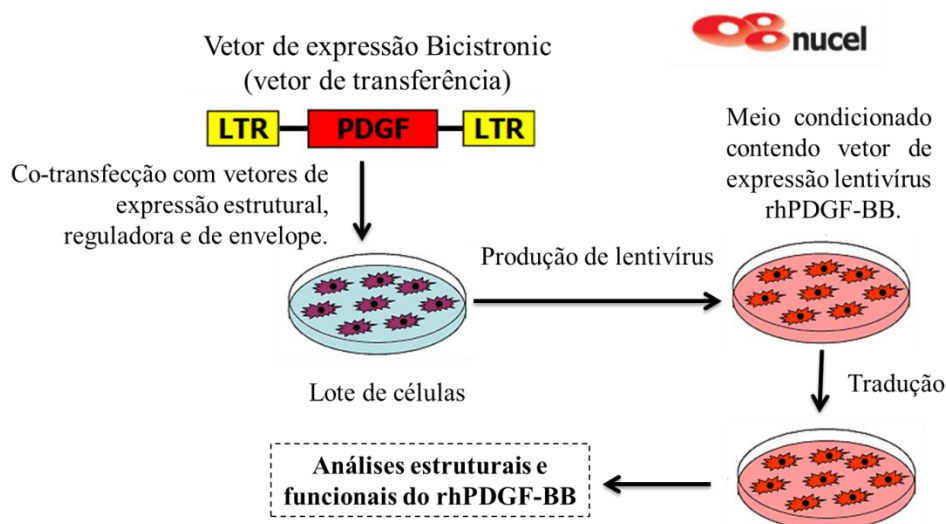 nucel
Vetor de expressão Bicistronic
(vetor de transferência)
LTR PDGF LTR
Co-transfecção com vetores de
expressão estrutural,
reguladora e de envelope.
Meio condicionado
contendo vetor de
expressão lentivírus
rhPDGF-BB.
Produção de lentivírus
Lote de células
Tradução
Análises estruturais e
funcionais do rhPDGF-BB